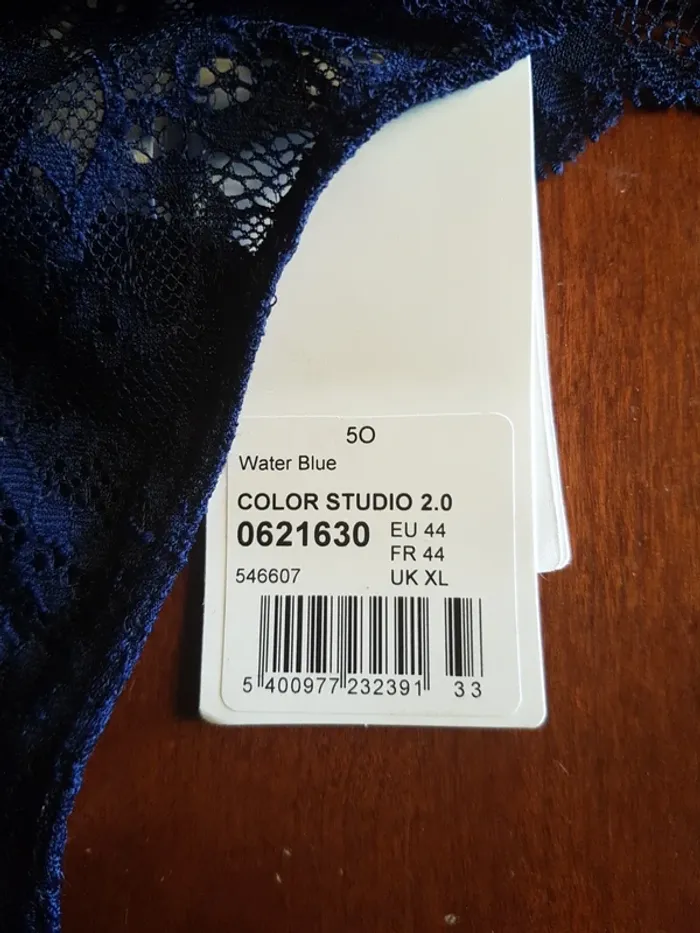 5O
Water Blue
COLOR STUDIO 2.0
0621630 EU 44
FR 44
546607 UK XL
5 400977 232391 33